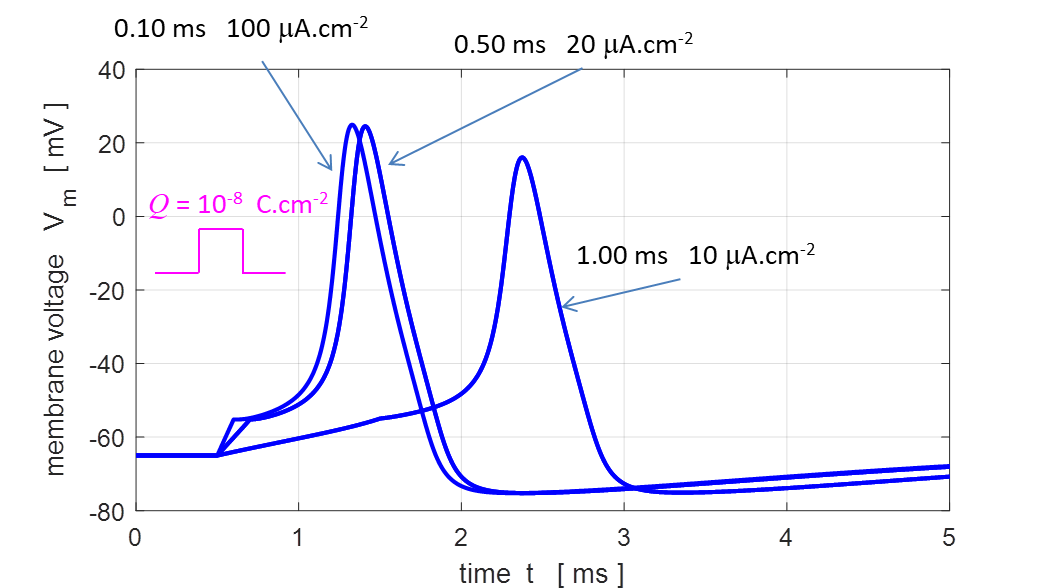 0.10 ms 100 μA.cm-2
0.50 ms 20 μA.cm-2
40
20
0
-20
-40
-60
-80
membrane voltage Vm [ mV ]
Q = 10-8 C.cm-2
1.00 ms 10 μA.cm-2
0 1 2 3 4 5
time t [ ms ]